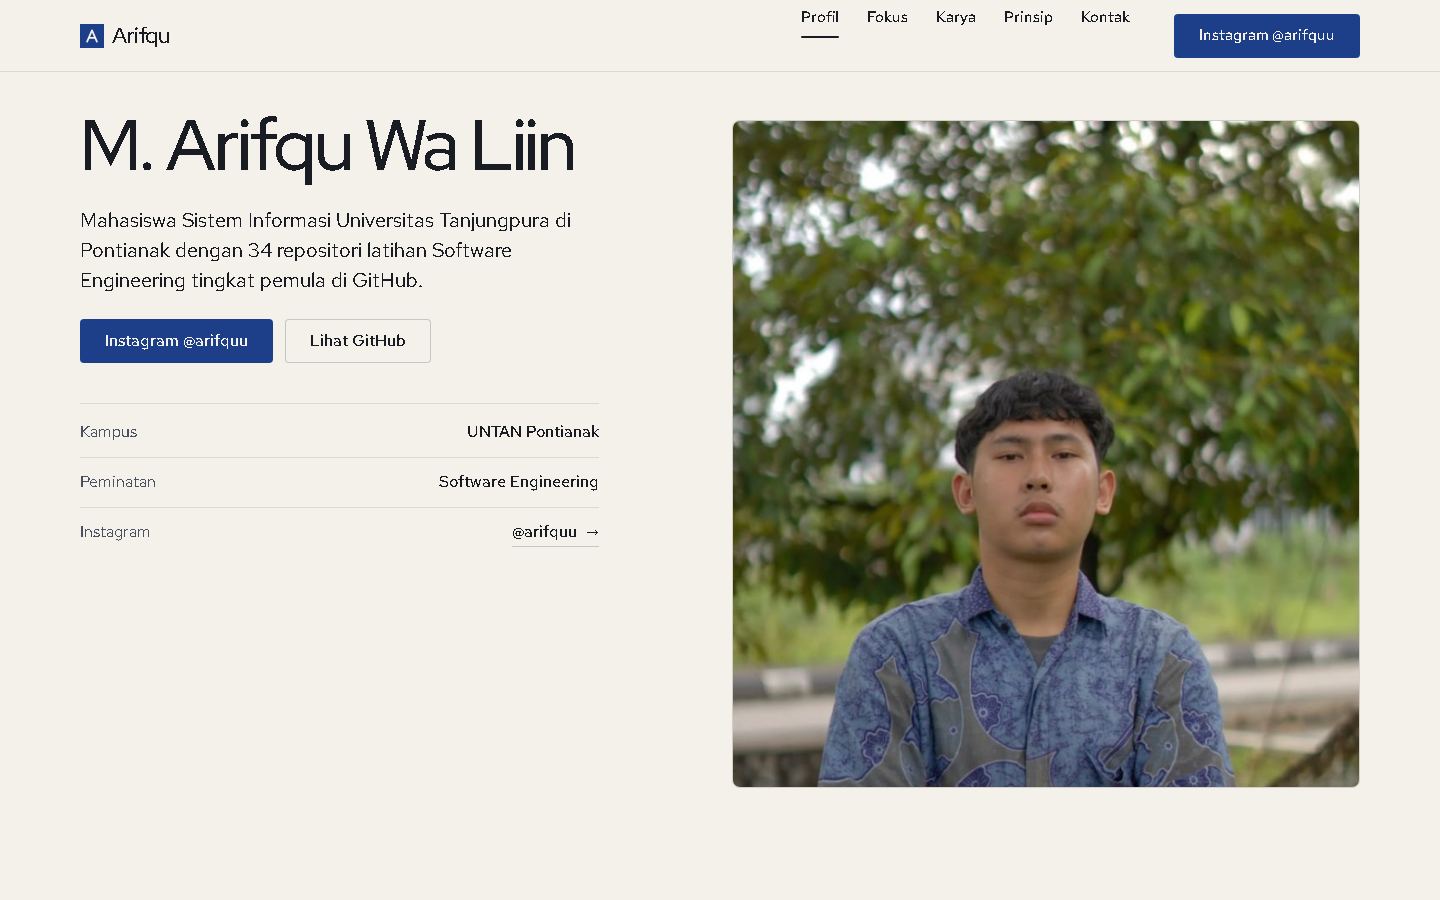 A Arifqu
Profil Fokus Karya Prinsip Kontak
Instagram @arifquu
M. Arifqu Wa Liin
Mahasiswa Sistem Informasi Universitas Tanjungpura di
Pontianak dengan 34 repositori latihan Software
Engineering tingkat pemula di GitHub.
Instagram @arifquu Lihat GitHub
Kampus UNTAN Pontianak
Peminatan Software Engineering
Instagram @arifquu →